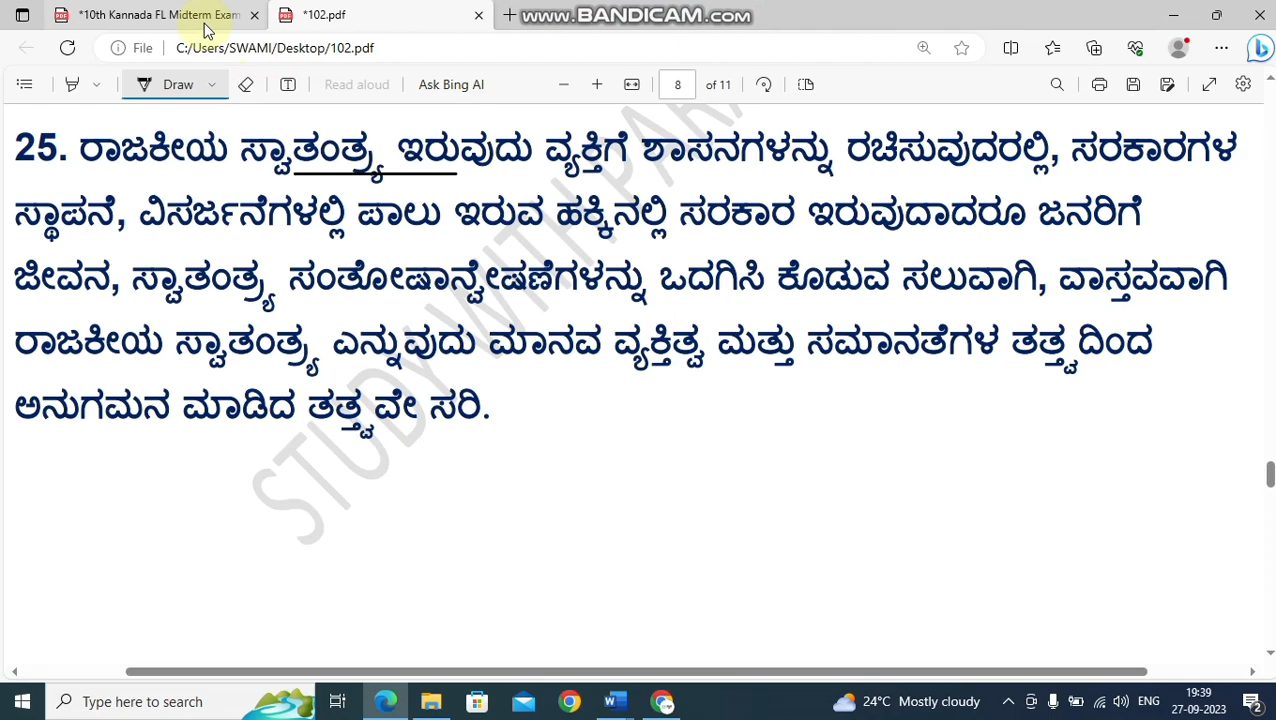 *10th Kannada FL Midterm Exam
*102.pdf
www.BANDICAM.com
File
C:/Users/SWAMI/Desktop/102.pdf
Draw
Read aloud
Ask Bing AI
8 of 11
25. ರಾಜಕೀಯ ಸ್ವಾತಂತ್ರ್ಯ ಇರುವುದು ವ್ಯಕ್ತಿಗೆ ಶಾಸನಗಳನ್ನು ರಚಿಸುವುದರಲ್ಲಿ, ಸರಕಾರಗಳ
ಸ್ಥಾಪನೆ, ವಿಸರ್ಜನೆಗಳಲ್ಲಿ ಪಾಲು ಇರುವ ಹಕ್ಕಿನಲ್ಲಿ ಸರಕಾರ ಇರುವುದಾದರೂ ಜನರಿಗೆ
ಜೀವನ, ಸ್ವಾತಂತ್ರ್ಯ ಸಂತೋಷಾನ್ವೇಷಣೆಗಳನ್ನು ಒದಗಿಸಿ ಕೊಡುವ ಸಲುವಾಗಿ, ವಾಸ್ತವವಾಗಿ
ರಾಜಕೀಯ ಸ್ವಾತಂತ್ರ್ಯ ಎನ್ನುವುದು ಮಾನವ ವ್ಯಕ್ತಿತ್ವ ಮತ್ತು ಸಮಾನತೆಗಳ ತತ್ತ್ವದಿಂದ
ಅನುಗಮನ ಮಾಡಿದ ತತ್ತ್ವವೇ ಸರಿ.
STUDY WITH PARA
Type here to search
24°C Mostly cloudy
ENG
19:39
27-09-2023
2